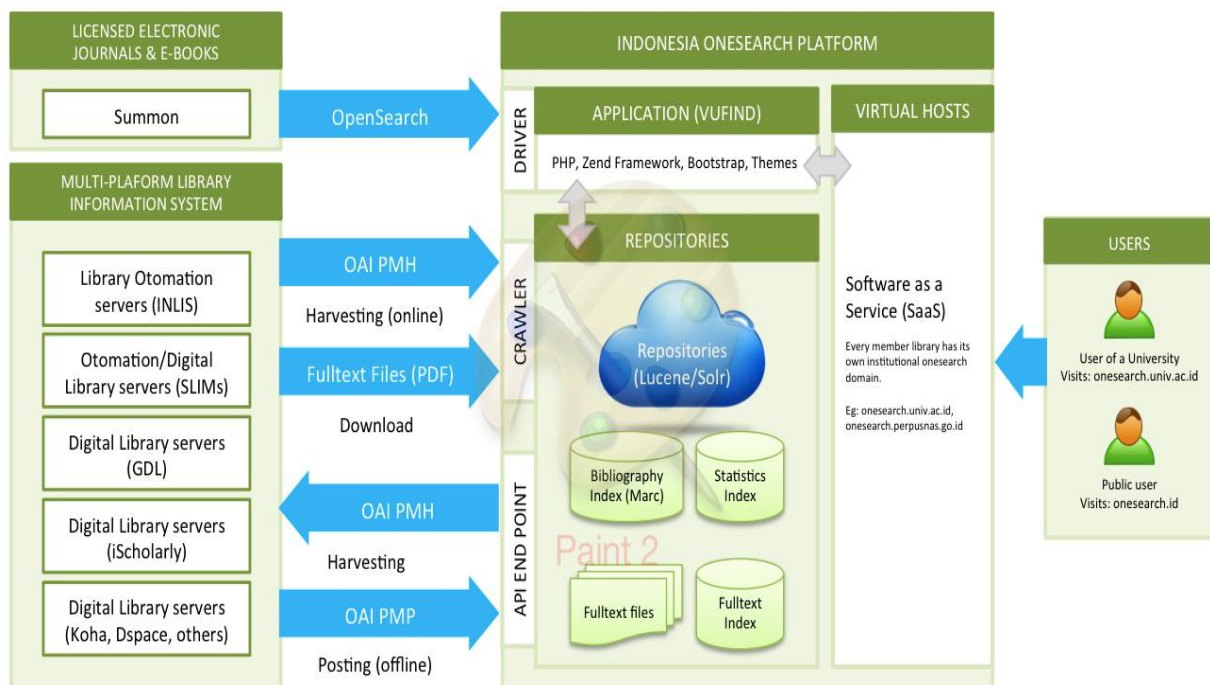 LICENSED ELECTRONIC
JOURNALS & E-BOOKS
Summon
OpenSearch
MULTI-PLAFORM LIBRARY
INFORMATION SYSTEM
Library Otomation
servers (INLIS)
Otomation/Digital
Library servers (SLIMs)
Digital Library servers
(GDL)
Digital Library servers
(iScholarly)
Digital Library servers
(Koha, Dspace, others)
OAI PMH
Harvesting (online)
Fulltext Files (PDF)
Download
OAI PMH
Harvesting
OAI PMP
Posting (offline)
INDONESIA ONESEARCH PLATFORM
DRIVER
CRAWLER
API END POINT
APPLICATION (VUFIND)
PHP, Zend Framework, Bootstrap, Themes
REPOSITORIES
Repositories
(Lucene/Solr)
Bibliography
Index (Marc)
Statistics
Index
Paint 2
Fulltext files
Fulltext
Index
VIRTUAL HOSTS
Software as a
Service (SaaS)
Every member library has its
own institutional onesearch
domain.
Eg: onesearch.univ.ac.id,
onesearch.perpusnas.go.id
USERS
User of a University
Visits: onesearch.univ.ac.id
Public user
Visits: onesearch.id